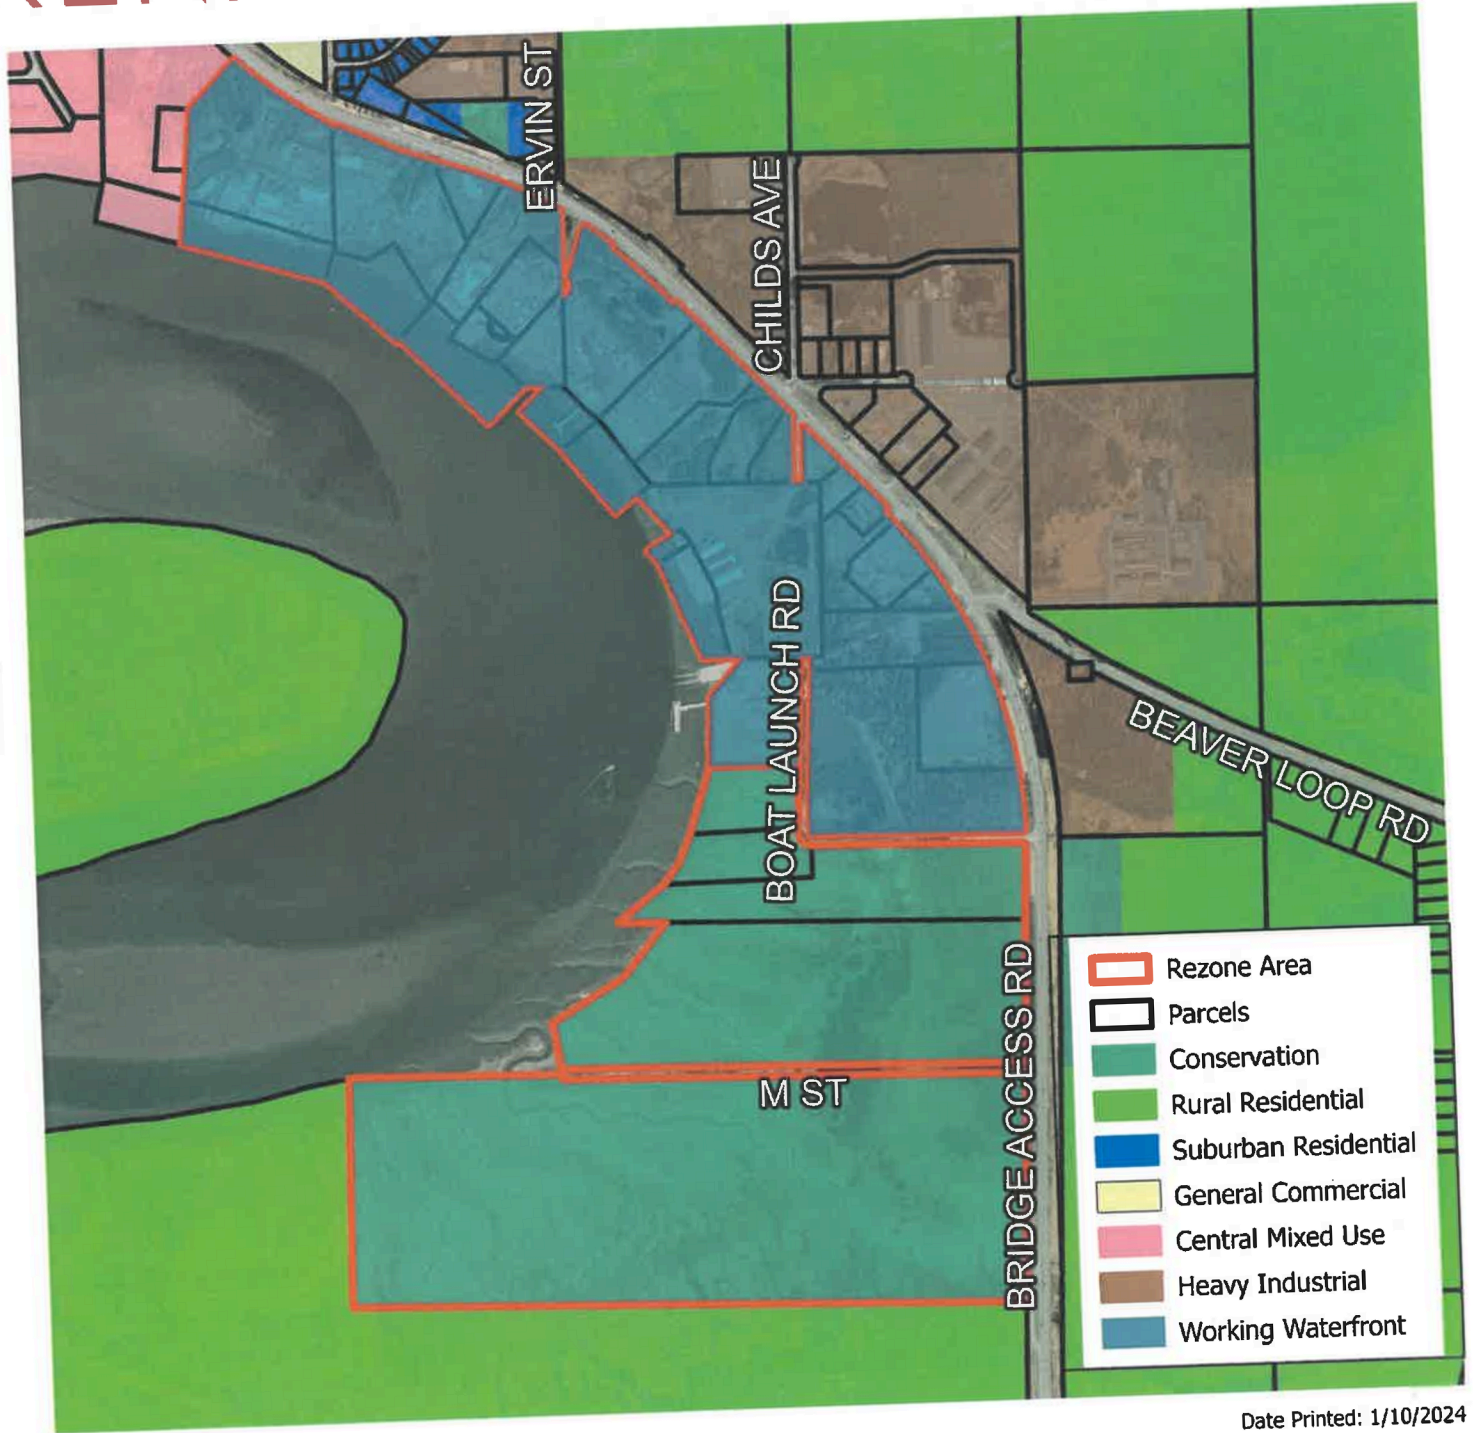 ERVIN ST
CHILDS AVE
BOAT LAUNCH RD
BEAVER LOOP RD
M ST
BRIDGE ACCESS RD
Rezone Area
Parcels
Conservation
Rural Residential
Suburban Residential
General Commercial
Central Mixed Use
Heavy Industrial
Working Waterfront
Date Printed: 1/10/2024